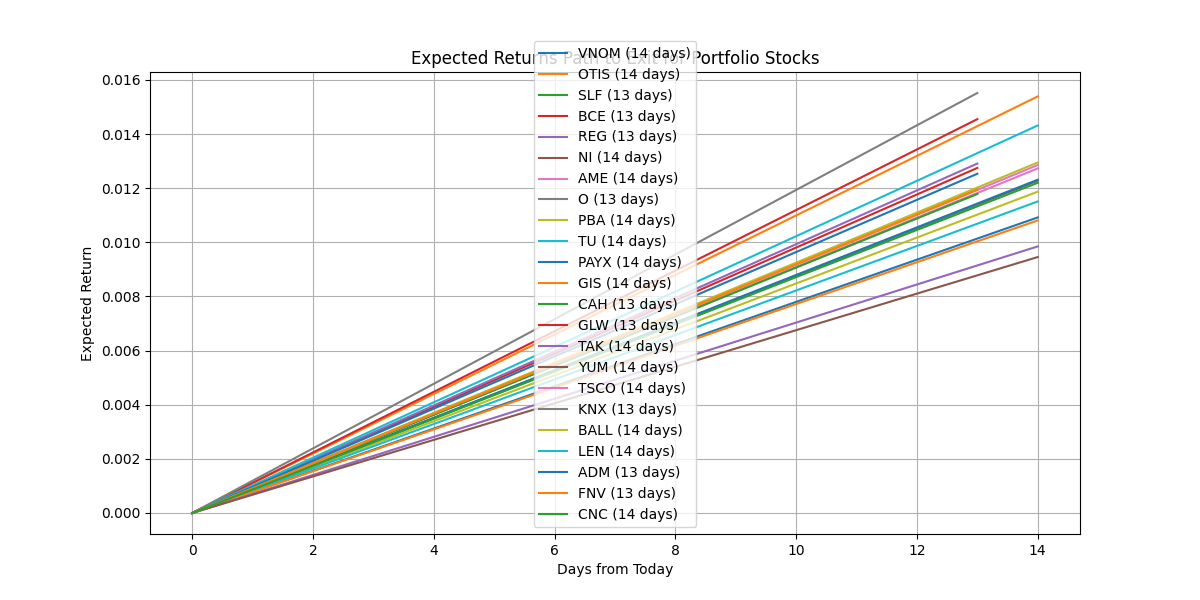 Expected Returns Path to Exit for Portfolio Stocks
VNOM (14 days)
OTIS (14 days)
SLF (13 days)
BCE (13 days)
REG (13 days)
NI (14 days)
AME (14 days)
O (13 days)
PBA (14 days)
TU (14 days)
PAYX (14 days)
GIS (14 days)
CAH (13 days)
GLW (13 days)
TAK (14 days)
YUM (14 days)
TSCO (14 days)
KNX (13 days)
BALL (14 days)
LEN (14 days)
ADM (13 days)
FNV (13 days)
CNC (14 days)
Expected Return
0.016
0.014
0.012
0.010
0.008
0.006
0.004
0.002
0.000
0 2 4 6 8 10 12 14
Days from Today